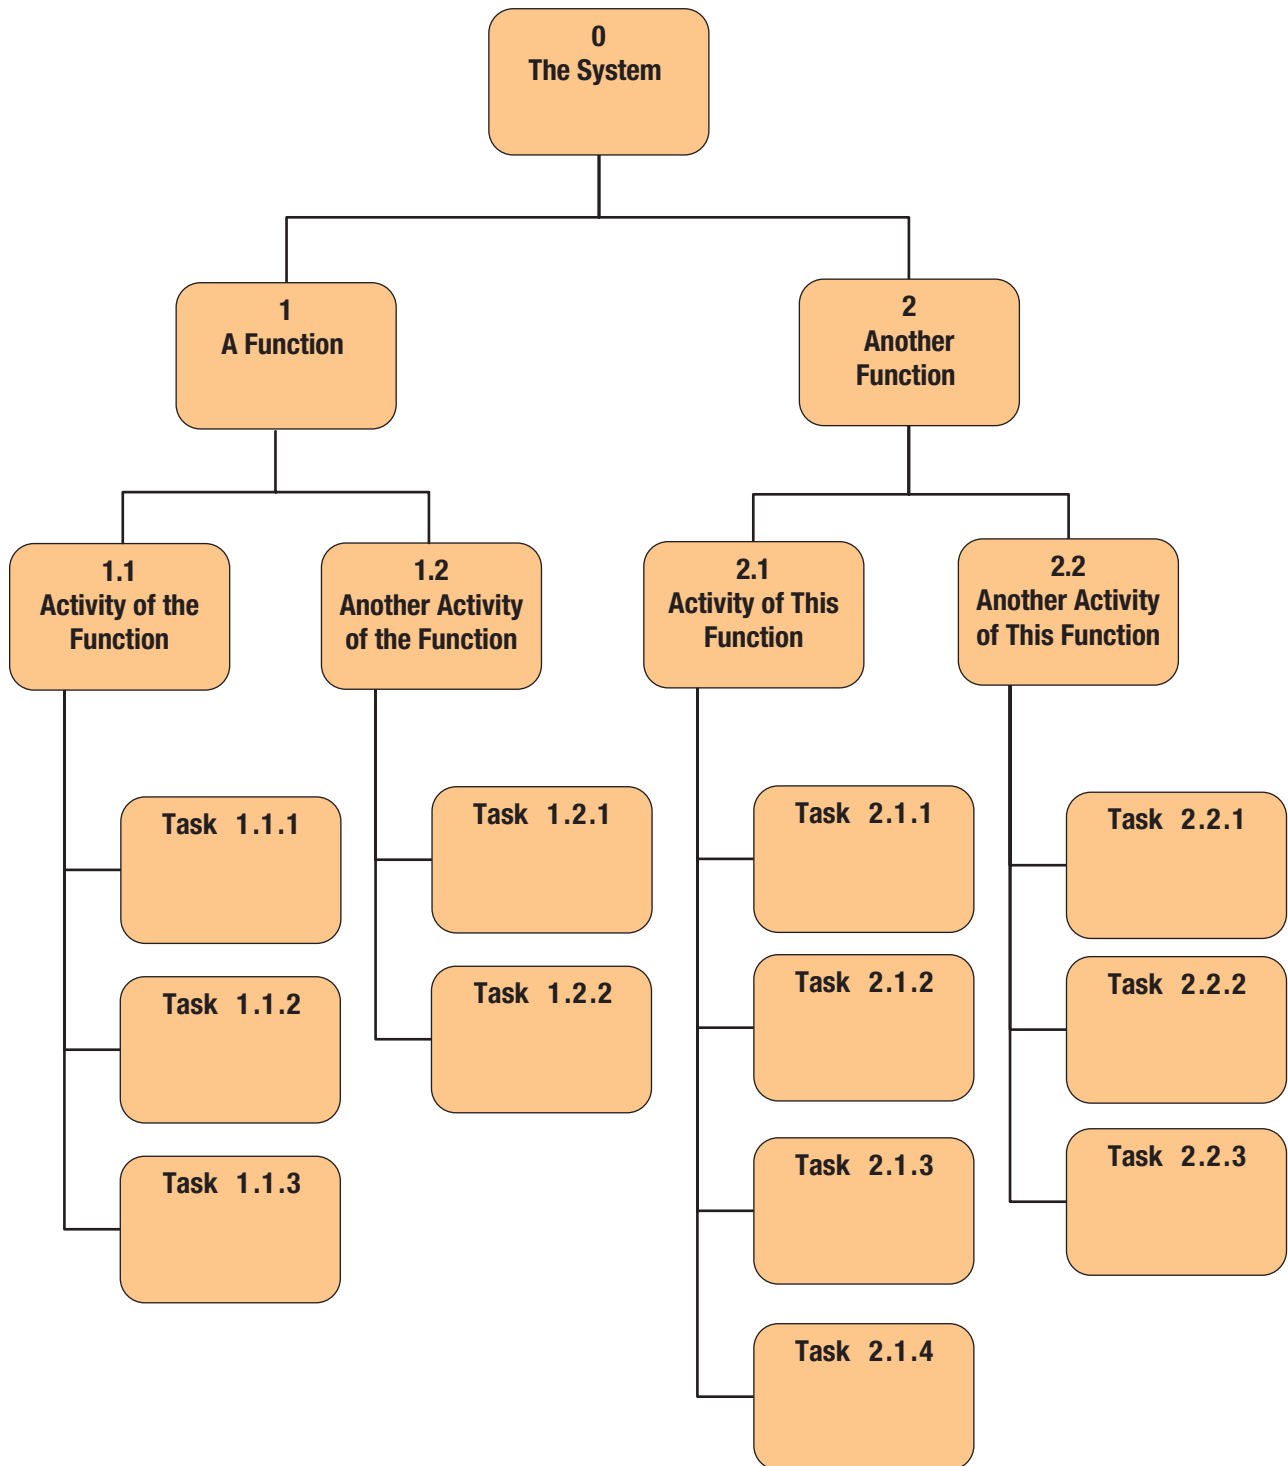 0
The System
1
A Function
2
Another
Function
1.1
Activity of the
Function
1.2
Another Activity
of the Function
2.1
Activity of This
Function
2.2
Another Activity
of This Function
Task 1.1.1
Task 1.1.2
Task 1.1.3
Task 1.2.1
Task 1.2.2
Task 2.1.1
Task 2.1.2
Task 2.1.3
Task 2.1.4
Task 2.2.1
Task 2.2.2
Task 2.2.3